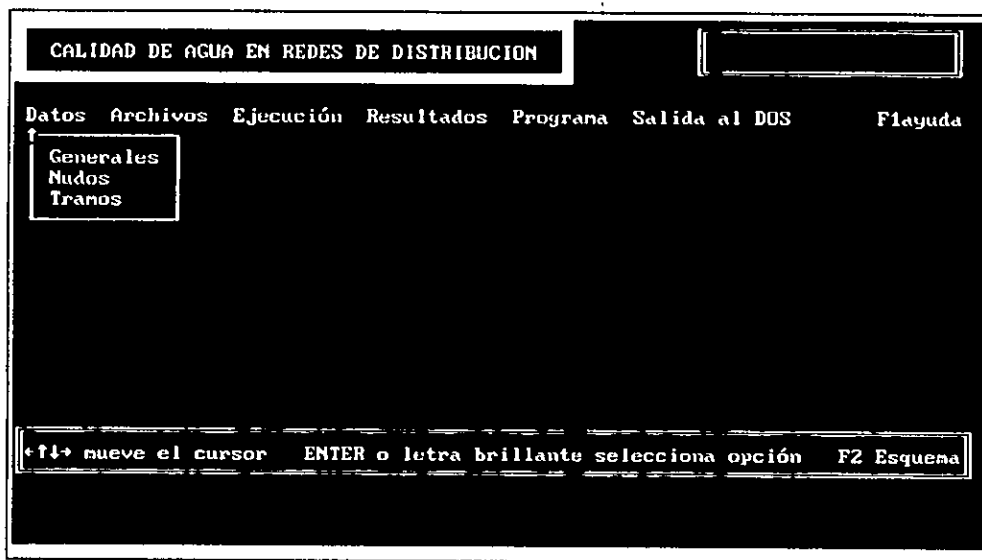 CALIDAD DE AGUA EN REDES DE DISTRIBUCION
Datos Archivos Ejecución Resultados Programa Salida al DOS F1ayuda
Generales
Nudos
Tramos
←↑↓→ mueve el cursor ENTER o letra brillante selecciona opción F2 Esquema